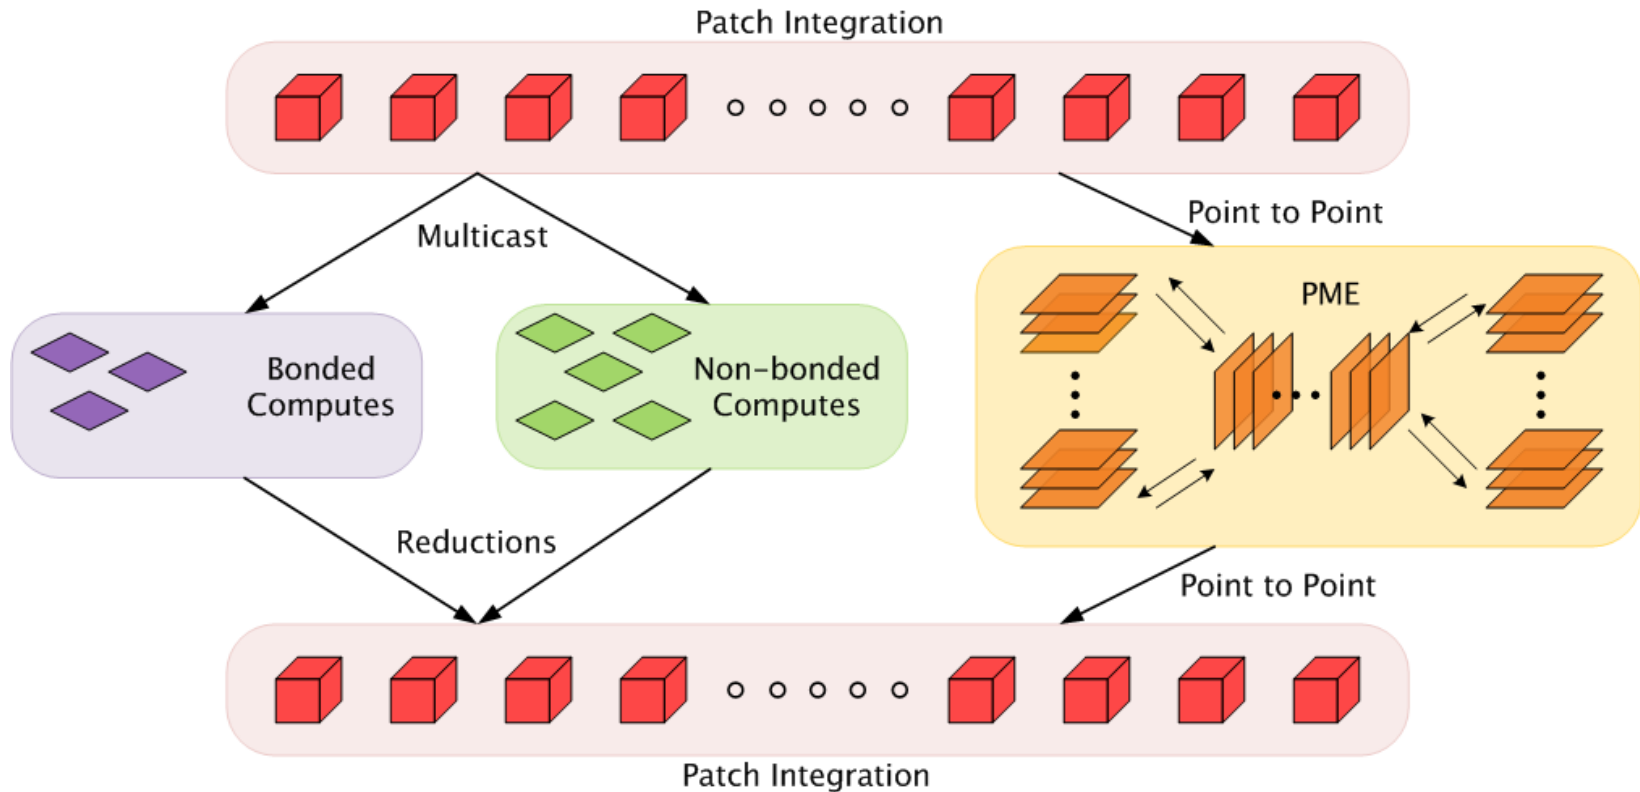 Patch Integration
Multicast
Point to Point
PME
Bonded
Computes
Non-bonded
Computes
Reductions
Point to Point
Patch Integration